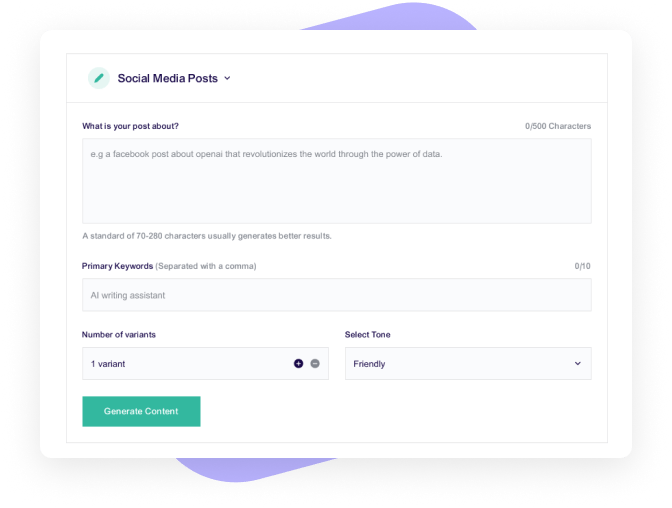 Social Media Posts
What is your post about? 0/500 Characters
e.g a facebook post about openai that revolutionizes the world through the power of data.
A standard of 70-280 characters usually generates better results.
Primary Keywords (Separated with a comma) 0/10
AI writing assistant
Number of variants Select Tone
1 variant Friendly
Generate Content